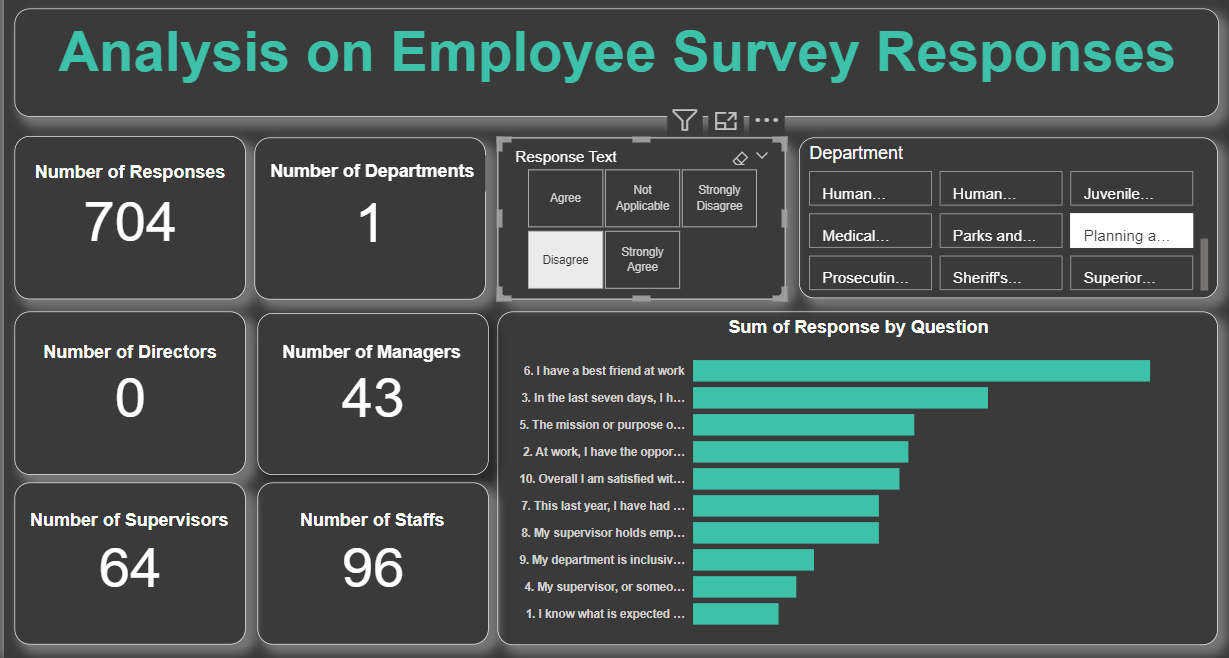 Analysis on Employee Survey Responses
Number of Responses
704
Number of Departments
1
Response Text
Agree
Not
Applicable
Strongly
Disagree
Disagree
Strongly
Agree
Department
Human...
Human...
Juvenile...
Medical...
Parks and...
Planning a...
Prosecutin...
Sheriff's...
Superior...
Number of Directors
0
Number of Managers
43
Number of Supervisors
64
Number of Staffs
96
Sum of Response by Question
6. I have a best friend at work
3. In the last seven days, I h...
5. The mission or purpose o...
2. At work, I have the oppor...
10. Overall I am satisfied wit...
7. This last year, I have had ...
8. My supervisor holds emp...
9. My department is inclusiv...
4. My supervisor, or someo...
1. I know what is expected ...